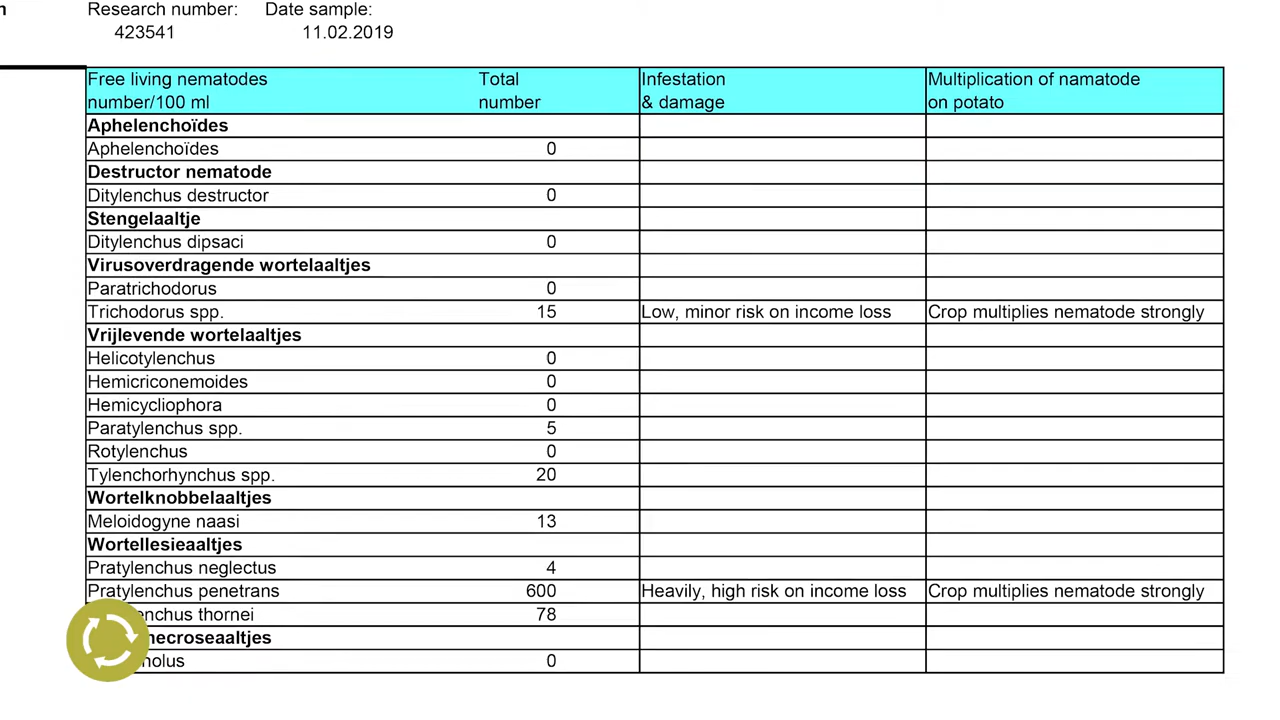 n Research number: Date sample:
423541 11.02.2019
Free living nematodes Total Infestation Multiplication of namatode
number/100 ml number & damage on potato
Aphelenchoïdes
Aphelenchoïdes 0
Destructor nematode
Ditylenchus destructor 0
Stengelaaltje
Ditylenchus dipsaci 0
Virusoverdragende wortelaaltjes
Paratrichodorus 0
Trichodorus spp. 15 Low, minor risk on income loss Crop multiplies nematode strongly
Vrijlevende wortelaaltjes
Helicotylenchus 0
Hemicriconemoides 0
Hemicycliophora 0
Paratylenchus spp. 5
Rotylenchus 0
Tylenchorhynchus spp. 20
Wortelknobbelaaltjes
Meloidogyne naasi 13
Wortellesieaaltjes
Pratylenchus neglectus 4
Pratylenchus penetrans 600 Heavily, high risk on income loss Crop multiplies nematode strongly
enchus thornei 78
necroseaaltjes
holus 0